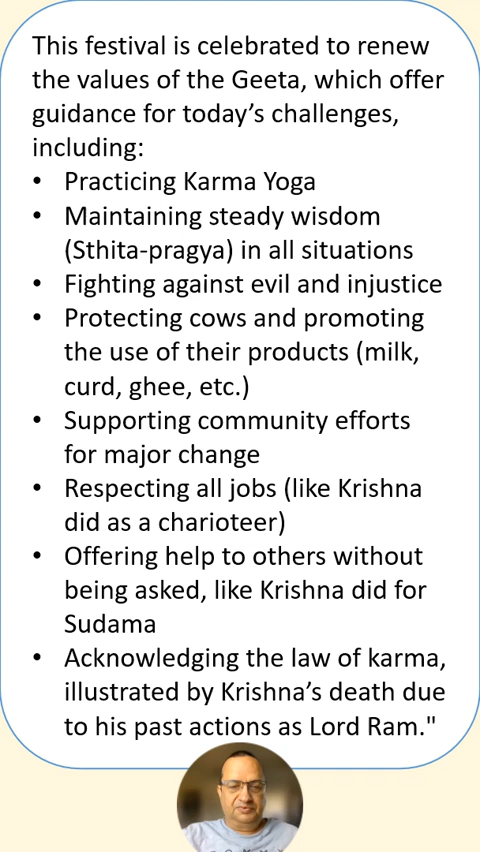 This festival is celebrated to renew
the values of the Geeta, which offer
guidance for today’s challenges,
including:
• Practicing Karma Yoga
• Maintaining steady wisdom
(Sthita-pragya) in all situations
• Fighting against evil and injustice
• Protecting cows and promoting
the use of their products (milk,
curd, ghee, etc.)
• Supporting community efforts
for major change
• Respecting all jobs (like Krishna
did as a charioteer)
• Offering help to others without
being asked, like Krishna did for
Sudama
• Acknowledging the law of karma,
illustrated by Krishna’s death due
to his past actions as Lord Ram."